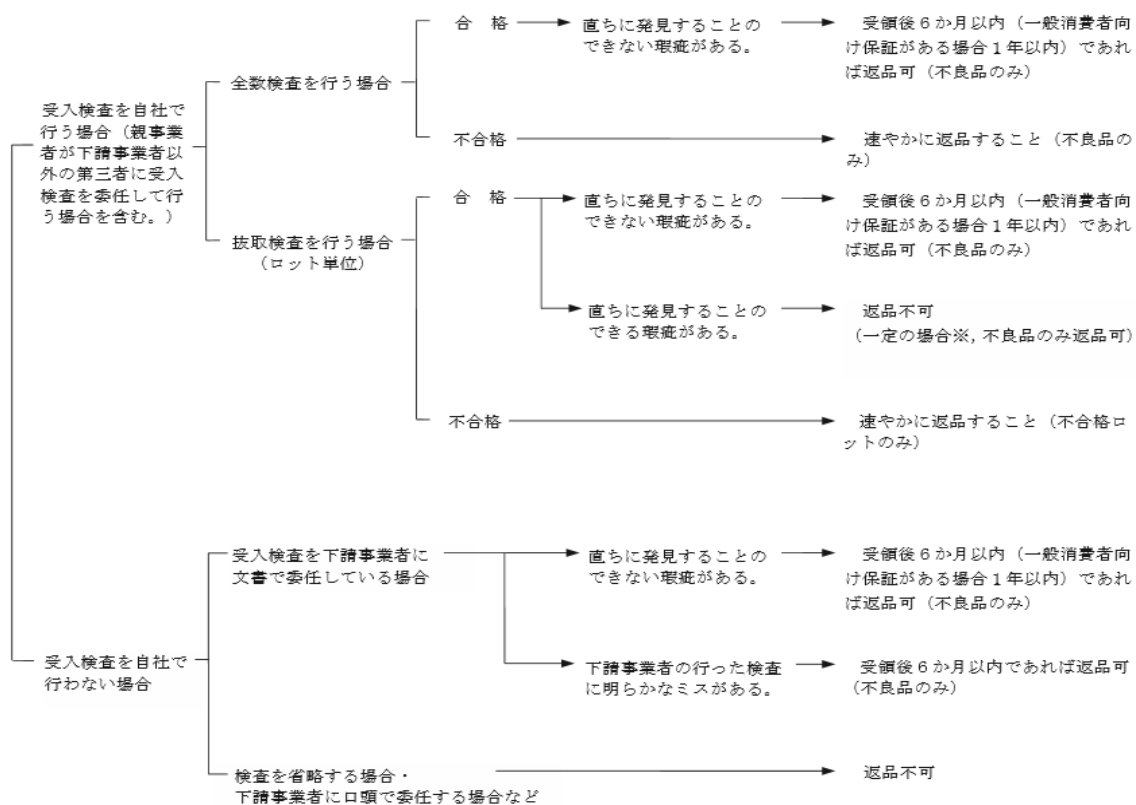 合　格
直ちに発見することの
できない瑕疵がある。
受領後６か月以内（一般消費者向
け保証がある場合１年以内）であれ
ば返品可（不良品のみ）
全数検査を行う場合
受入検査を自社で
行う場合（親事業
者が下請事業者以
外の第三者に受入
検査を委任して行
う場合を含む。）
不合格
速やかに返品すること（不良品の
み）
合　格
直ちに発見することの
できない瑕疵がある。
受領後６か月以内（一般消費者向
け保証がある場合１年以内）であれ
ば返品可（不良品のみ）
抜取検査を行う場合
（ロット単位）
直ちに発見することの
できる瑕疵がある。
返品不可
（一定の場合※，不良品のみ返品可）
不合格
速やかに返品すること（不合格ロ
ットのみ）
受入検査を下請事業者に
文書で委任している場合
直ちに発見することの
できない瑕疵がある。
受領後６か月以内（一般消費者向
け保証がある場合１年以内）であれ
ば返品可（不良品のみ）
受入検査を自社で
行わない場合
下請事業者の行った検査
に明らかなミスがある。
受領後６か月以内であれば返品可
（不良品のみ）
検査を省略する場合・
下請事業者に口頭で委任する場合など
返品不可